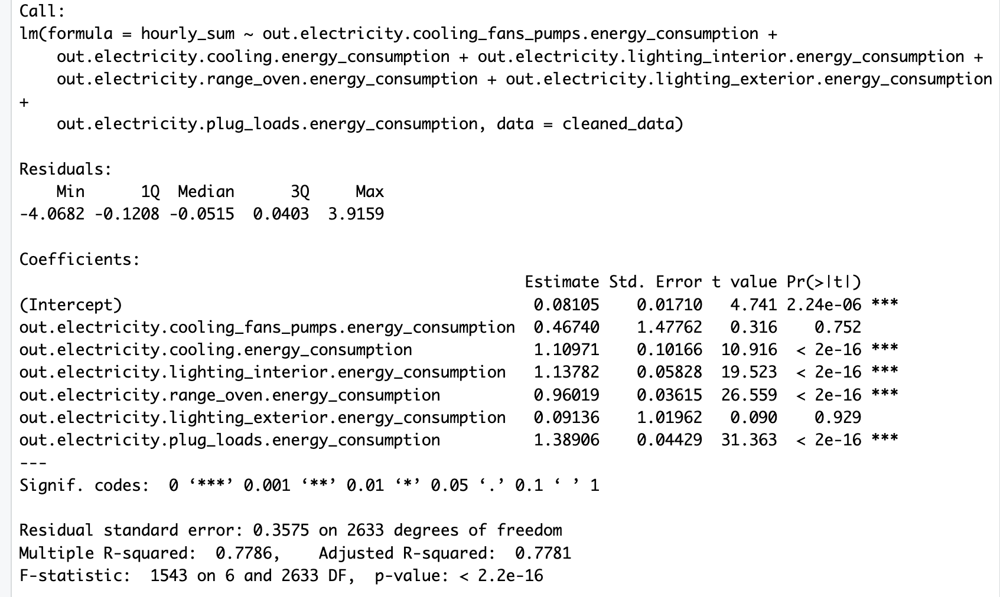 Call:
lm(formula = hourly_sum ~ out.electricity.cooling_fans_pumps.energy_consumption +
    out.electricity.cooling.energy_consumption + out.electricity.lighting_interior.energy_consumption +
    out.electricity.range_oven.energy_consumption + out.electricity.lighting_exterior.energy_consumption
+
    out.electricity.plug_loads.energy_consumption, data = cleaned_data)

Residuals:
    Min      1Q  Median      3Q     Max
-4.0682 -0.1208 -0.0515  0.0403  3.9159

Coefficients:
                                                      Estimate Std. Error t value Pr(>|t|)
(Intercept)                                            0.08105    0.01710   4.741 2.24e-06 ***
out.electricity.cooling_fans_pumps.energy_consumption  0.46740    1.47762   0.316    0.752
out.electricity.cooling.energy_consumption             1.10971    0.10166  10.916  < 2e-16 ***
out.electricity.lighting_interior.energy_consumption   1.13782    0.05828  19.523  < 2e-16 ***
out.electricity.range_oven.energy_consumption          0.96019    0.03615  26.559  < 2e-16 ***
out.electricity.lighting_exterior.energy_consumption   0.09136    1.01962   0.090    0.929
out.electricity.plug_loads.energy_consumption          1.38906    0.04429  31.363  < 2e-16 ***
---
Signif. codes:  0 ‘***’ 0.001 ‘**’ 0.01 ‘*’ 0.05 ‘.’ 0.1 ‘ ’ 1

Residual standard error: 0.3575 on 2633 degrees of freedom
Multiple R-squared:  0.7786,    Adjusted R-squared:  0.7781
F-statistic:  1543 on 6 and 2633 DF,  p-value: < 2.2e-16